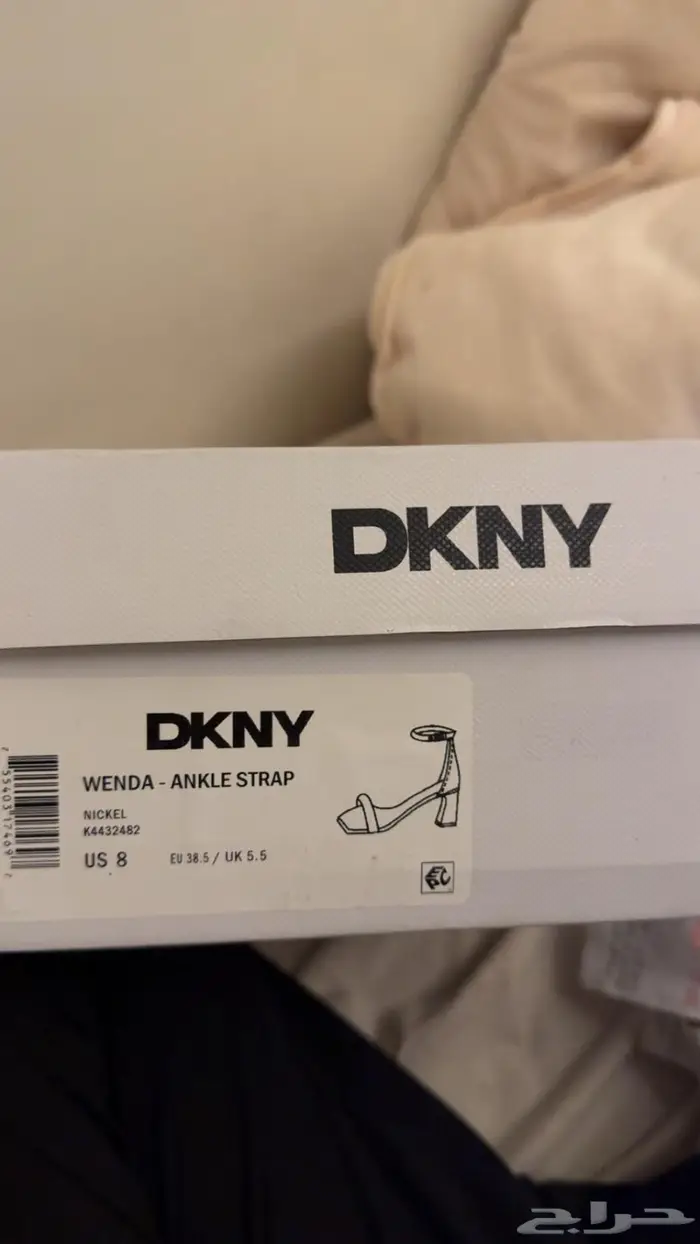 DKNY
DKNY
WENDA - ANKLE STRAP
NICKEL
K4432482
US 8 EU 38.5 / UK 5.5
حراج